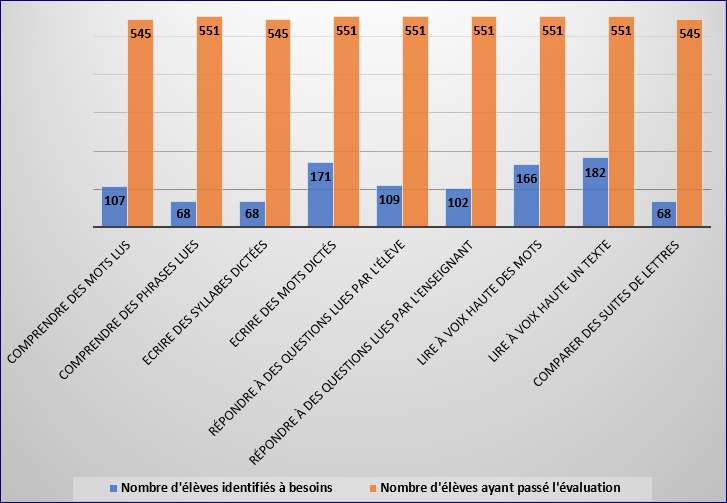 545 551 545 551 551 551 551 551 545
107 68 68 171 109 102 166 182 68
COMPRENDRE DES MOTS LUS
COMPRENDRE DES PHRASES LUES
ECRIRE DES SYLLABES DICTÉES
ECRIRE DES MOTS DICTÉS
RÉPONDRE À DES QUESTIONS LUES PAR L'ÉLÈVE
RÉPONDRE À DES QUESTIONS LUES PAR L'ENSEIGNANT
LIRE À VOIX HAUTE DES MOTS
LIRE À VOIX HAUTE UN TEXTE
COMPARER DES SUITES DE LETTRES
Nombre d'élèves identifiés à besoins Nombre d'élèves ayant passé l'évaluation